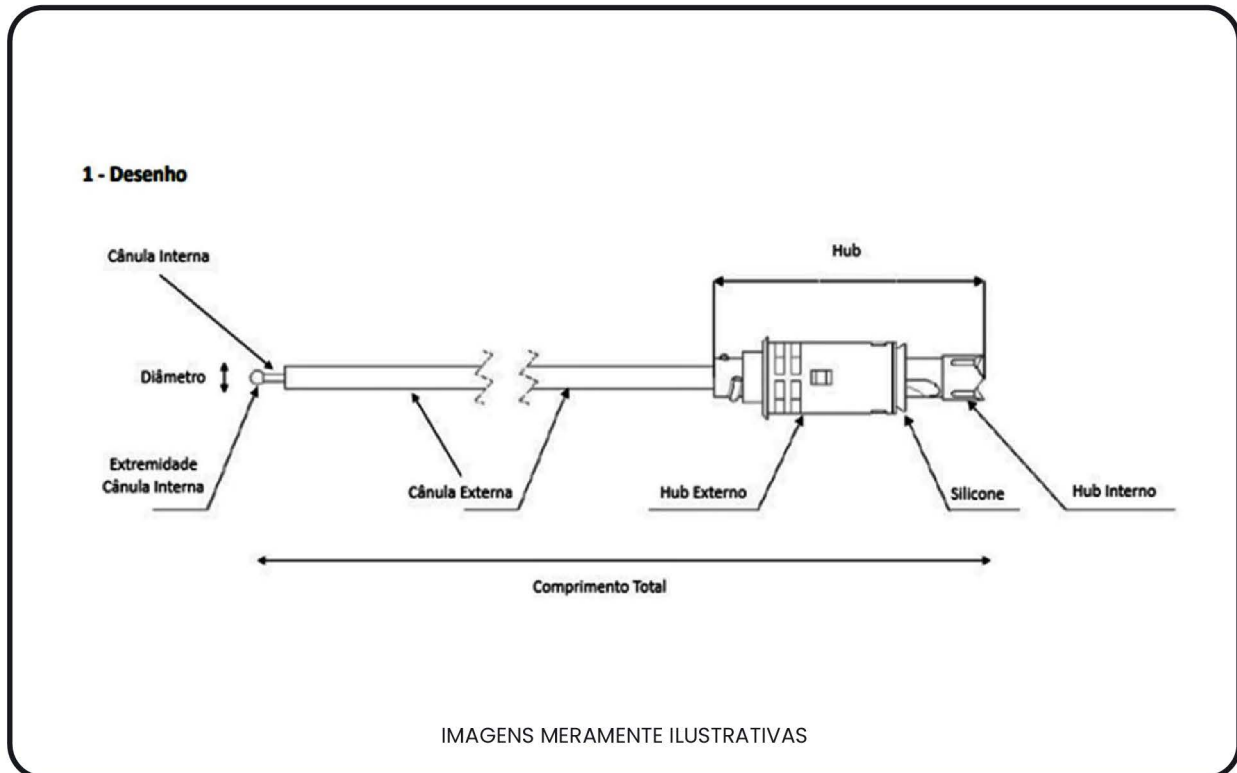 1 - Desenho
Cânula Interna
Hub
Diâmetro
Extremidade
Cânula Interna
Cânula Externa
Hub Externo
Silicone
Hub Interno
Comprimento Total
IMAGENS MERAMENTE ILUSTRATIVAS